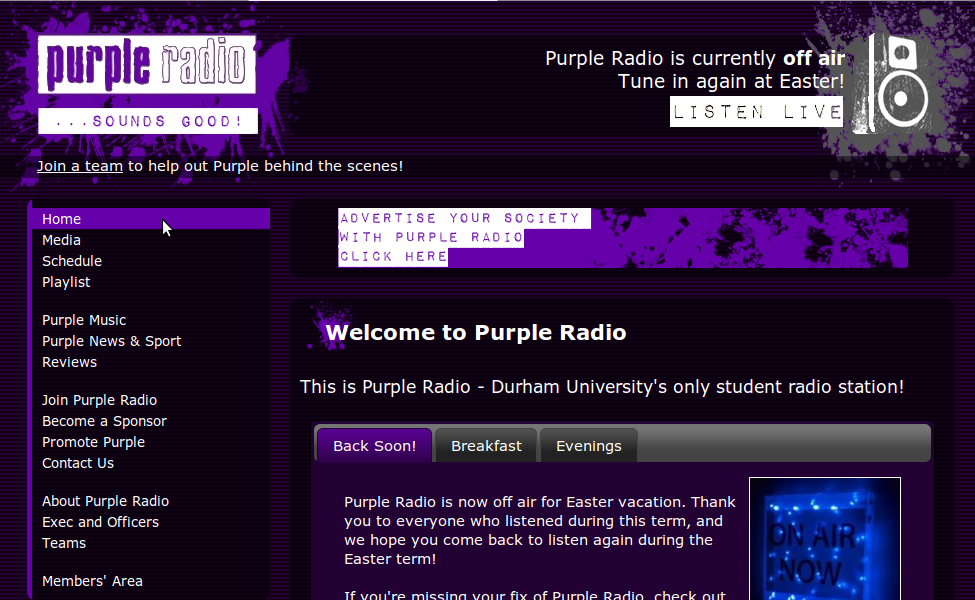 purple radio
...SOUNDS GOOD!
Purple Radio is currently off air
Tune in again at Easter!
LISTEN LIVE
Join a team to help out Purple behind the scenes!
Home
Media
Schedule
Playlist
Purple Music
Purple News & Sport
Reviews
Join Purple Radio
Become a Sponsor
Promote Purple
Contact Us
About Purple Radio
Exec and Officers
Teams
Members' Area
ADVERTISE YOUR SOCIETY
WITH PURPLE RADIO
CLICK HERE
Welcome to Purple Radio
This is Purple Radio - Durham University's only student radio station!
Back Soon! Breakfast Evenings
Purple Radio is now off air for Easter vacation. Thank
you to everyone who listened during this term, and
we hope you come back to listen again during the
Easter term!
If you're missing your fix of Purple Radio, check out
ON AIR
NOW